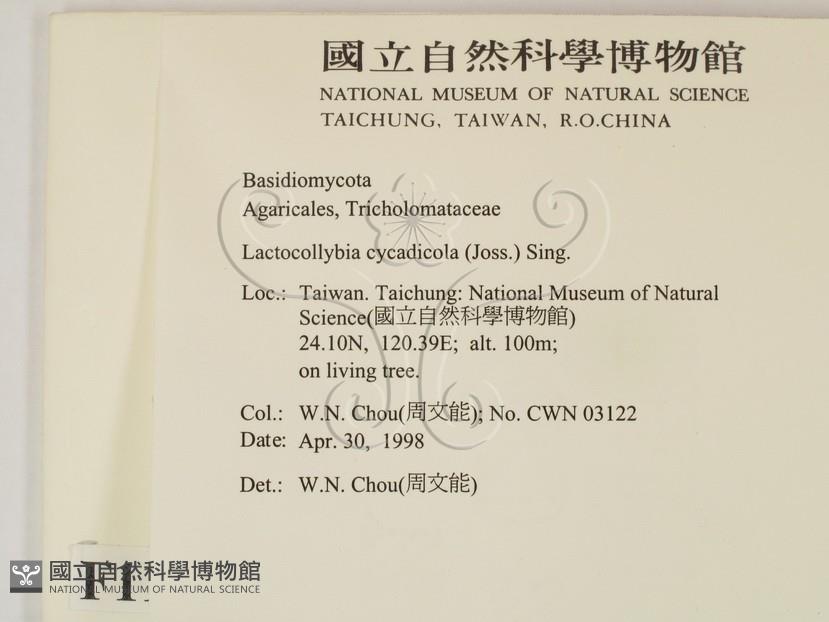 國立自然科學博物館
NATIONAL MUSEUM OF NATURAL SCIENCE
TAICHUNG, TAIWAN, R.O.CHINA
Basidiomycota
Agaricales, Tricholomataceae
Lactocollybia cycadicola (Joss.) Sing.
Loc.: Taiwan. Taichung: National Museum of Natural
Science(國立自然科學博物館)
24.10N, 120.39E; alt. 100m;
on living tree.
Col.: W.N. Chou(周文能); No. CWN 03122
Date: Apr. 30, 1998
Det.: W.N. Chou(周文能)
國立自然科學博物館
NATIONAL MUSEUM OF NATURAL SCIENCE